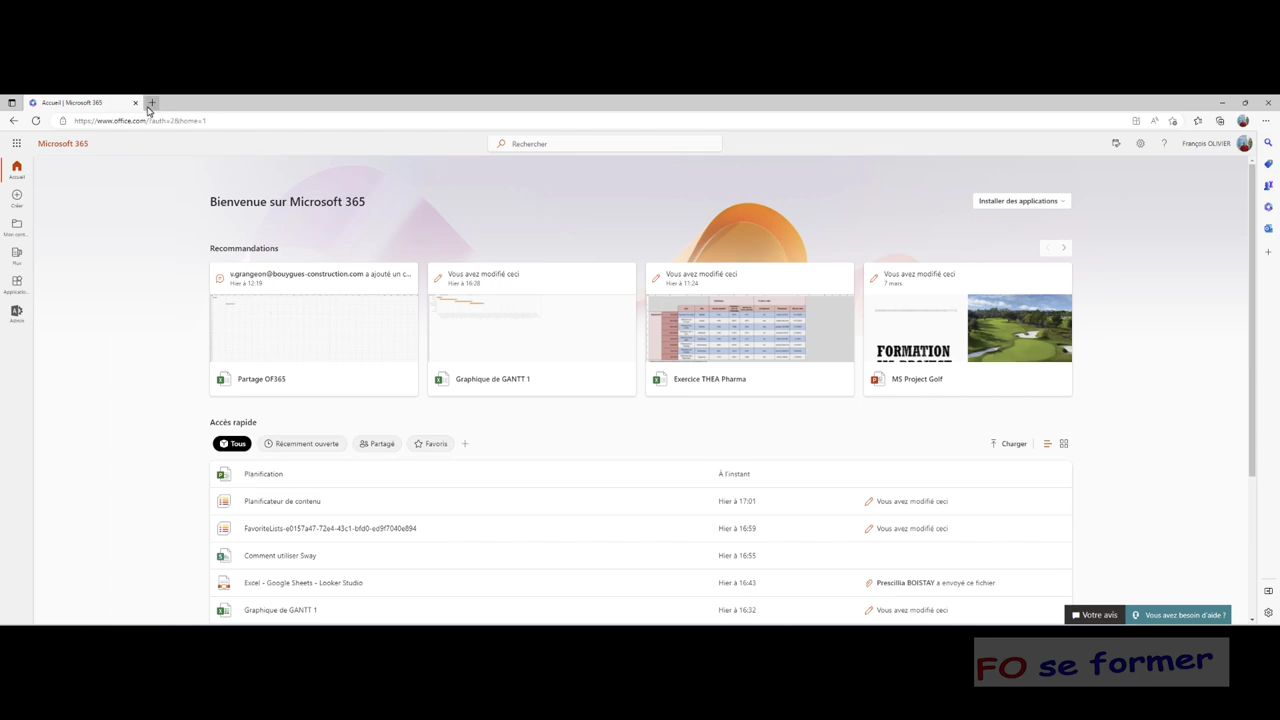 Accueil | Microsoft 365
https://www.office.com/?auth=2&home=1
Microsoft 365
Rechercher
François OLIVIER
Accueil
Créer
Mon cont...
Flux
Applicatio...
Admin
Bienvenue sur Microsoft 365
Installer des applications
Recommandations
v.grangeon@bouygues-construction.com a ajouté un c...
Hier à 12:19
Partage OF365
Vous avez modifié ceci
Hier à 16:28
Graphique de GANTT 1
Vous avez modifié ceci
Hier à 11:24
Exercice THEA Pharma
Vous avez modifié ceci
7 mars
FORMATION
MS PROJECT
MS Project Golf
Accès rapide
Tous
Récemment ouverte
Partagé
Favoris
Charger
Planification À l'instant
Planificateur de contenu Hier à 17:01 Vous avez modifié ceci
FavoriteLists-e0157a47-72e4-43c1-bfd0-ed9f7040e894 Hier à 16:59 Vous avez modifié ceci
Comment utiliser Sway Hier à 16:55
Excel - Google Sheets - Looker Studio Hier à 16:43 Prescillia BOISTAY a envoyé ce fichier
Graphique de GANTT 1 Hier à 16:32 Vous avez modifié ceci
Votre avis
Vous avez besoin d'aide ?
FO se former